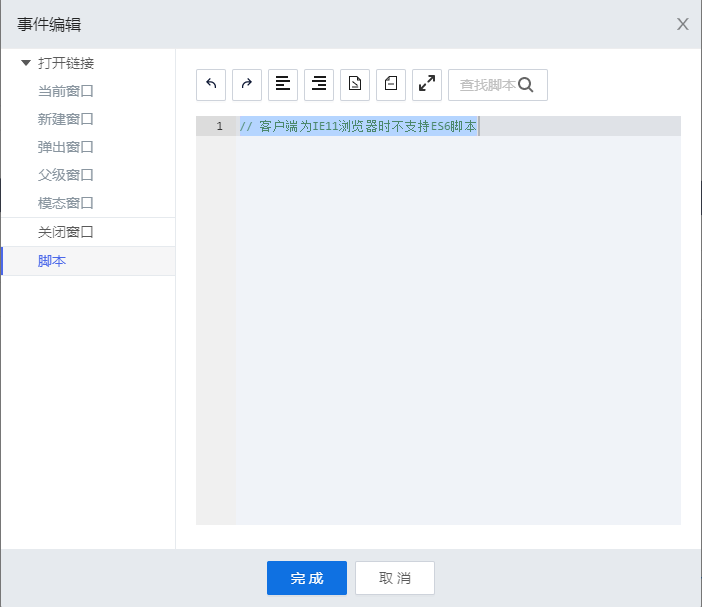 事件编辑
打开链接
当前窗口
新建窗口
弹出窗口
父级窗口
模态窗口
关闭窗口
脚本
查找脚本
1
// 客户端为IE11浏览器时不支持ES6脚本
完成
取消